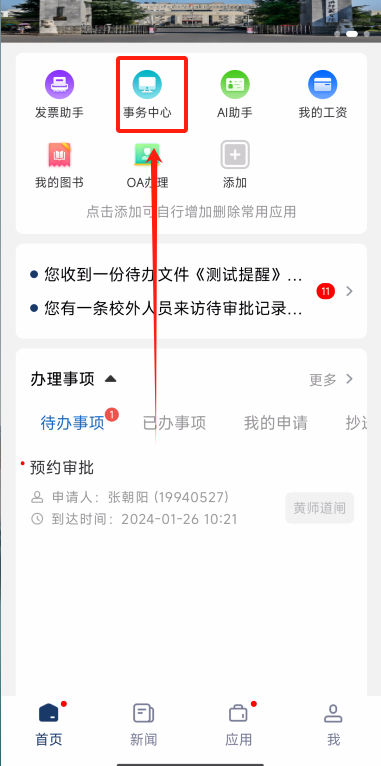 发票助手 事务中心 AI助手 我的工资
我的图书 OA办理 添加
点击添加可自行增加删除常用应用
您收到一份待办文件《测试提醒》...
11
您有一条校外人员来访待审批记录...
办理事项 更多
待办事项 1 已办事项 我的申请 抄送
预约审批
申请人：张朝阳 (19940527)
到达时间：2024-01-26 10:21
黄师道闸
首页 新闻 应用 我